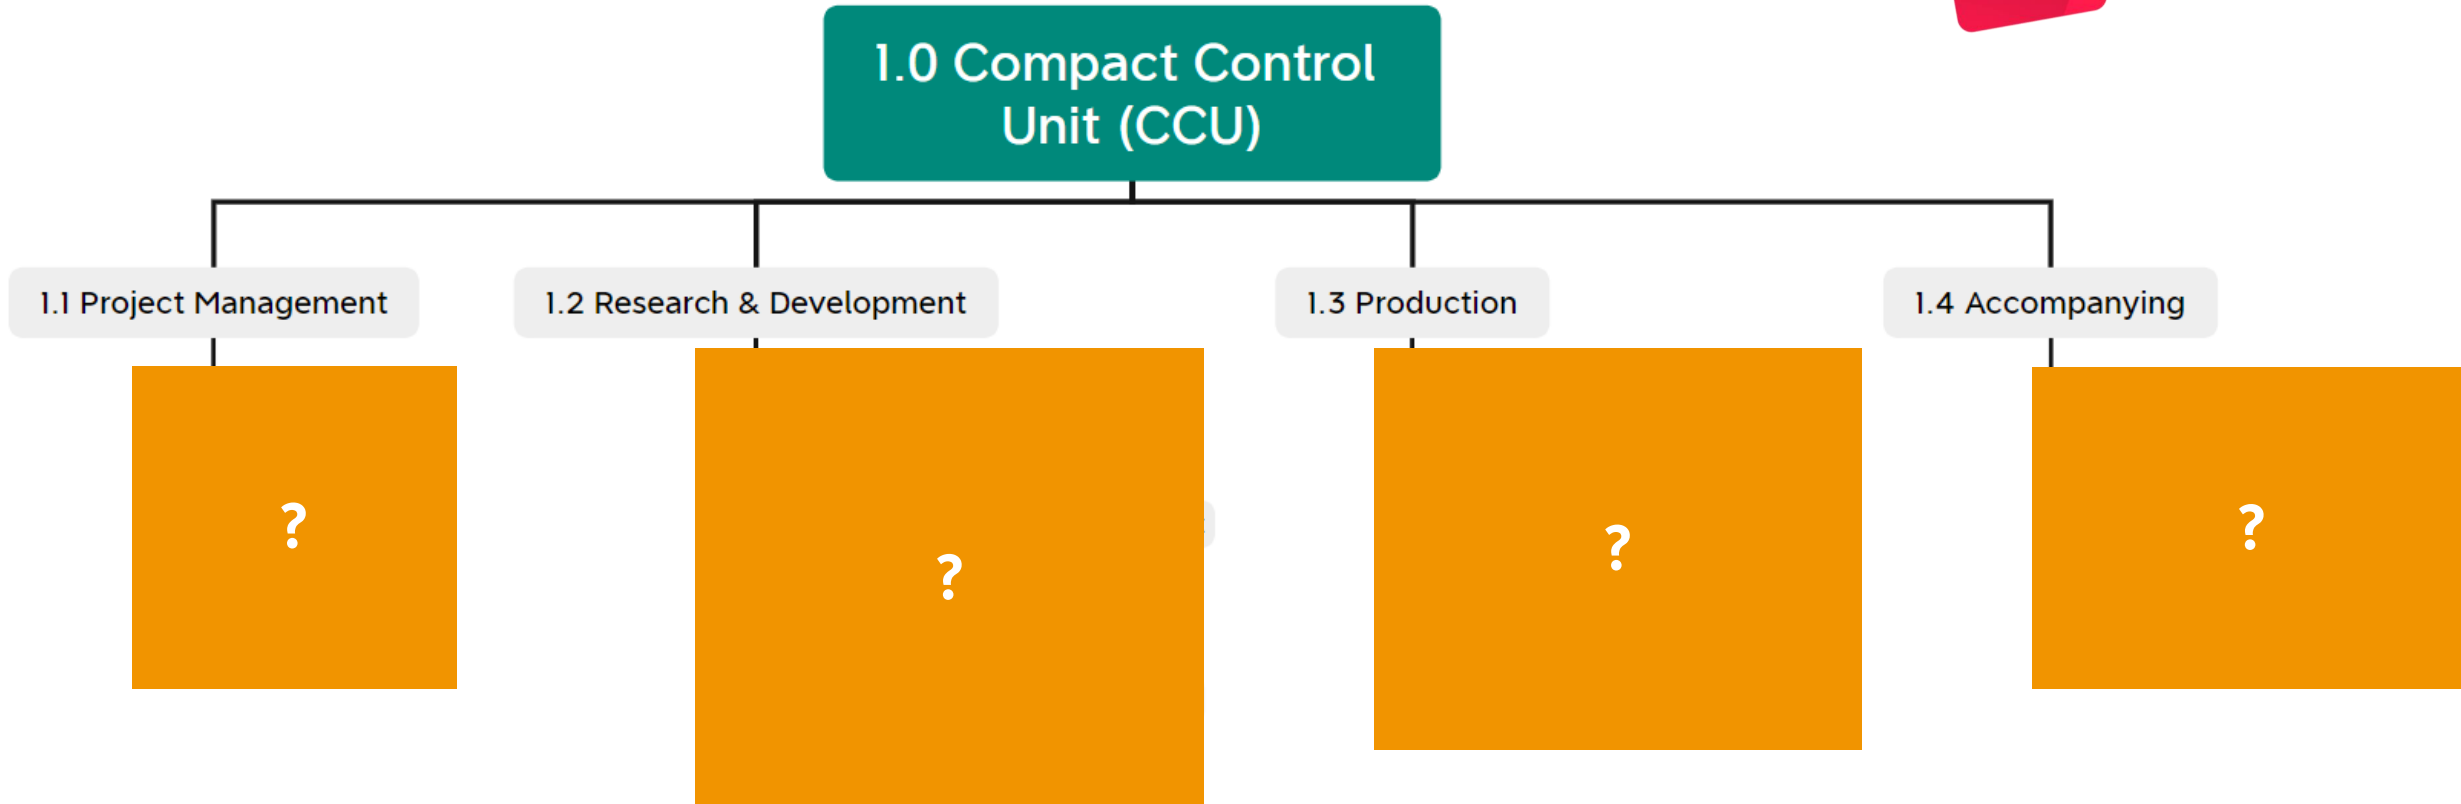 1.0 Compact Control
Unit (CCU)
1.1 Project Management
1.2 Research & Development
1.3 Production
1.4 Accompanying
?
?
?
?